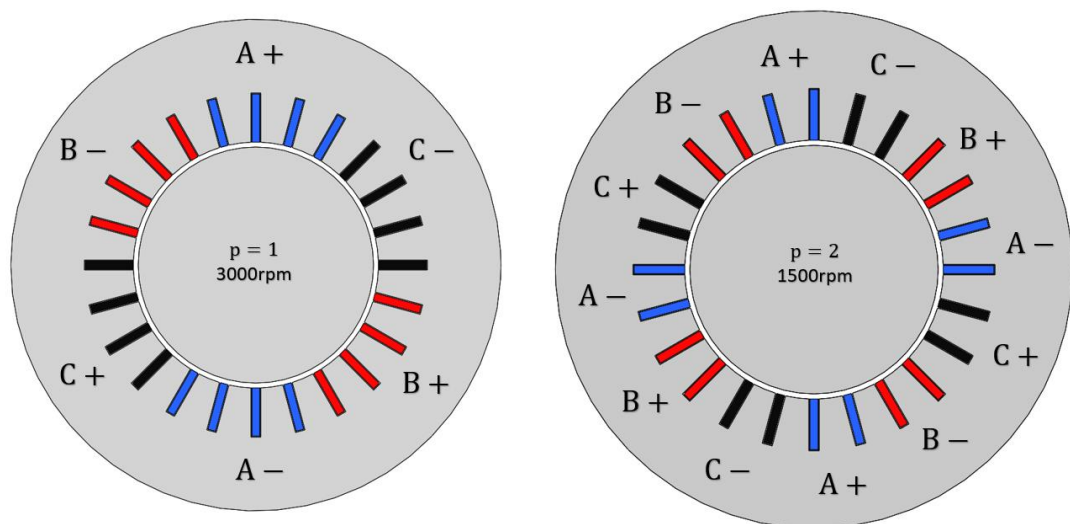 A +
B −
C −
p = 1
3000rpm
C +
B +
A −
A +
C −
B −
B +
C +
A −
p = 2
1500rpm
A −
C +
B +
B −
C −
A +